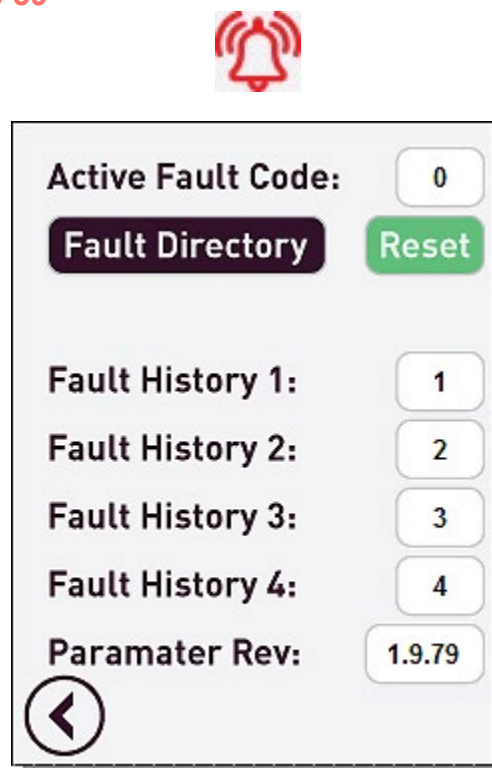 Active Fault Code: 0
Fault Directory Reset
Fault History 1: 1
Fault History 2: 2
Fault History 3: 3
Fault History 4: 4
Paramater Rev: 1.9.79